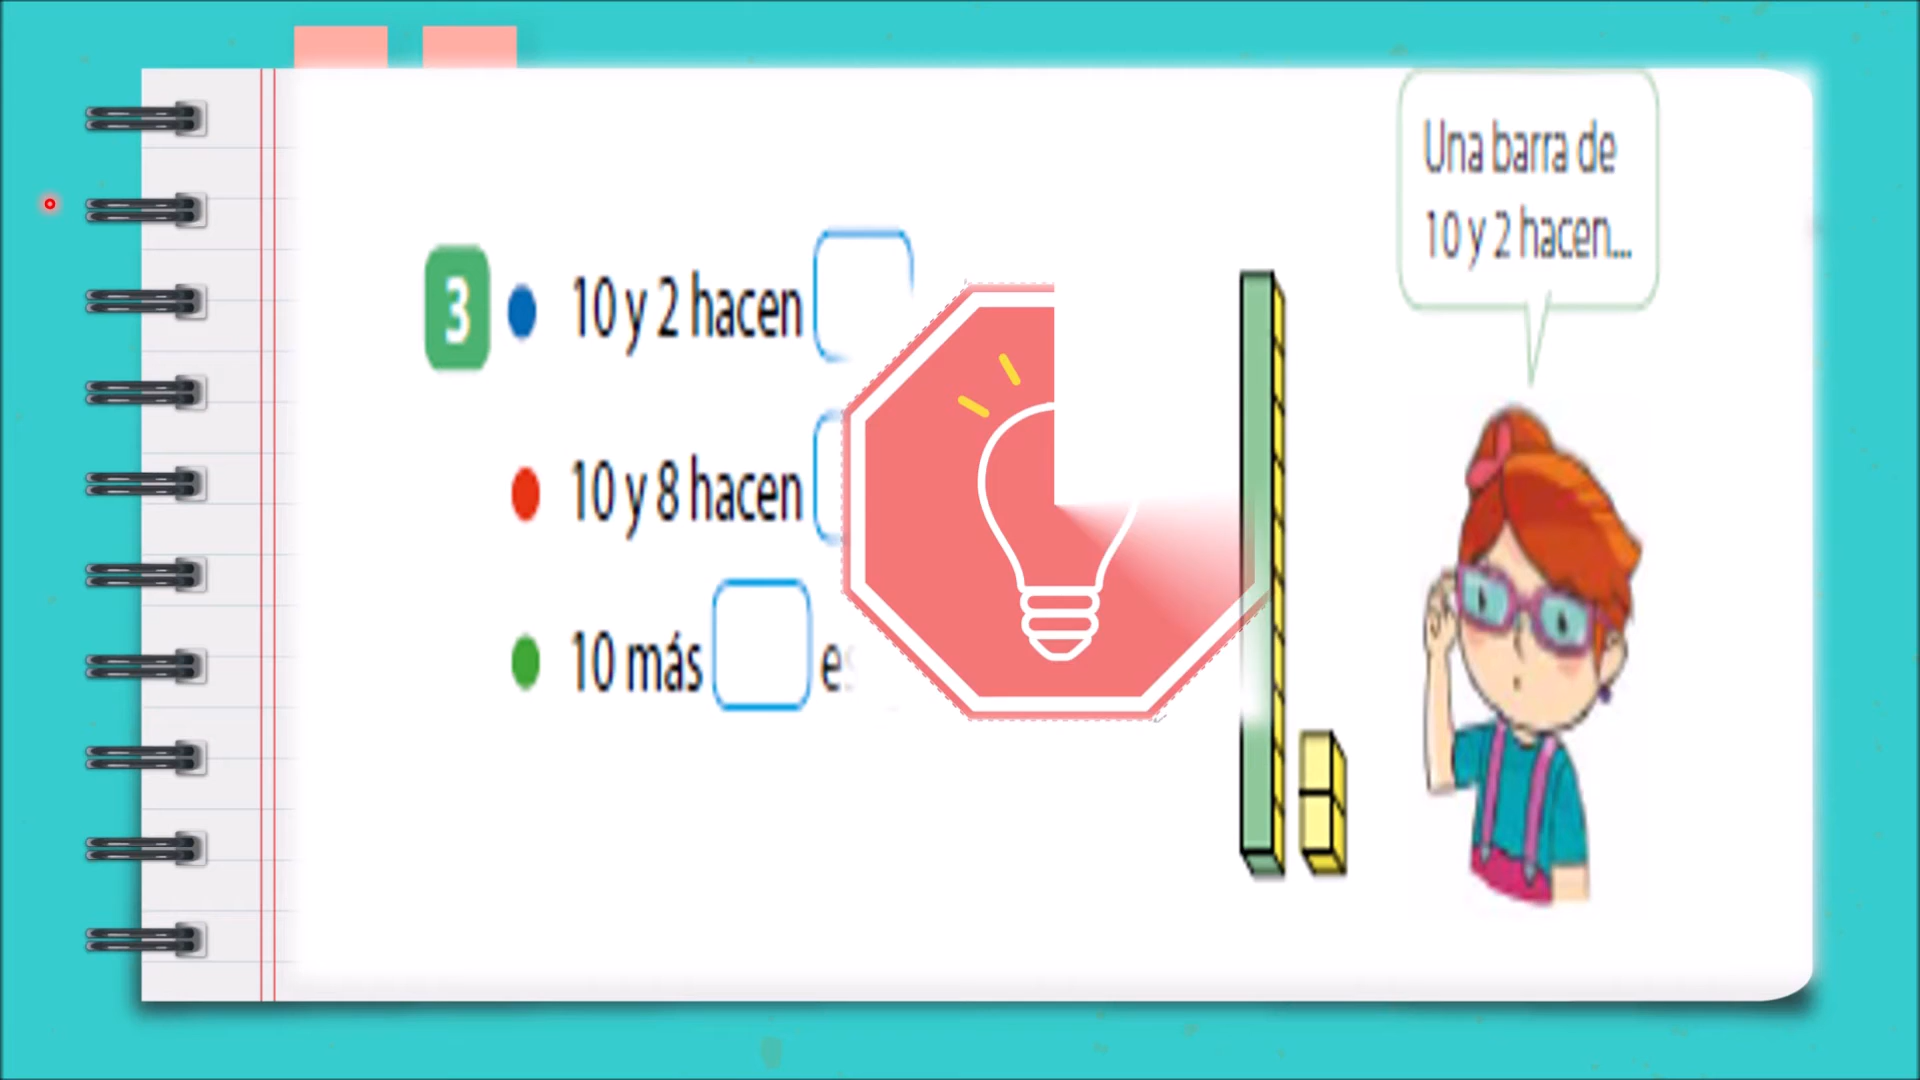 Una barra de
10 y 2 hacen...
3
10 y 2 hacen
10 y 8 hacen
10 más